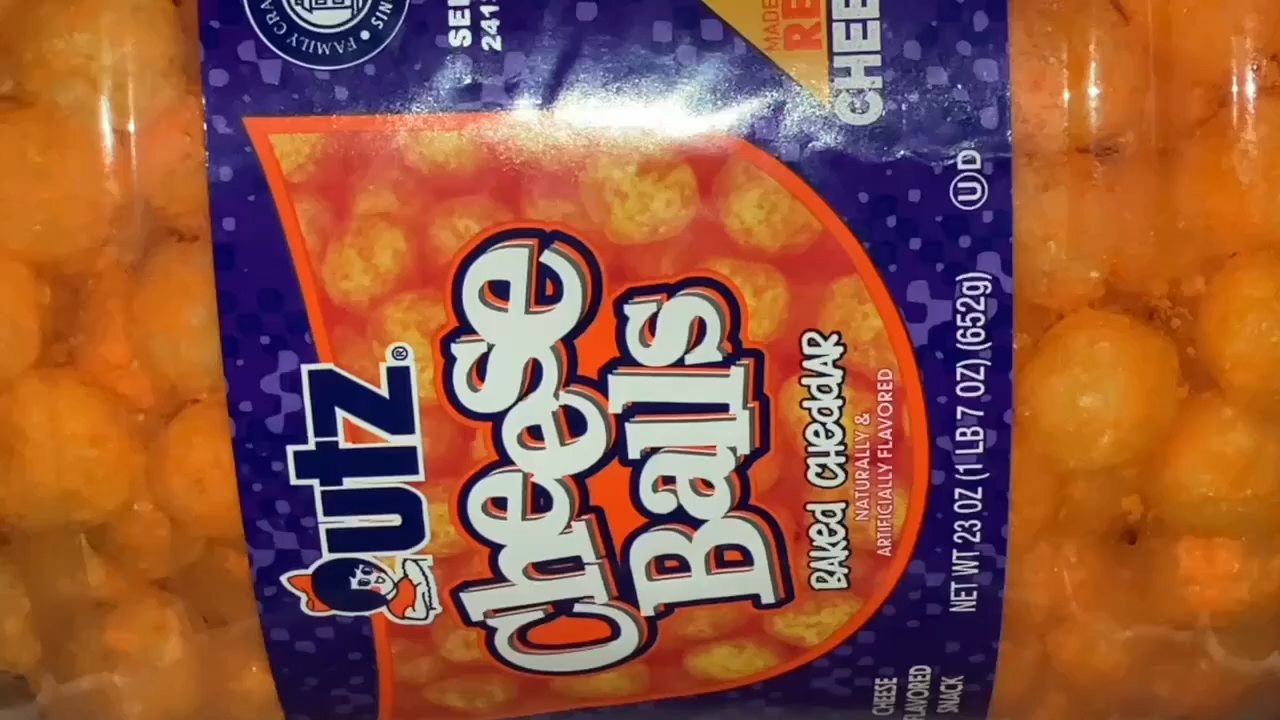 FAMILY CRA
utz®
Cheese
Balls
BAKed CHeddAR
NATURALLY &
ARTIFICIALLY FLAVORED
CHEESE
FLAVORED
SNACK
NET WT 23 OZ (1 LB 7 OZ) (652g)
U D
MADE
CHEE